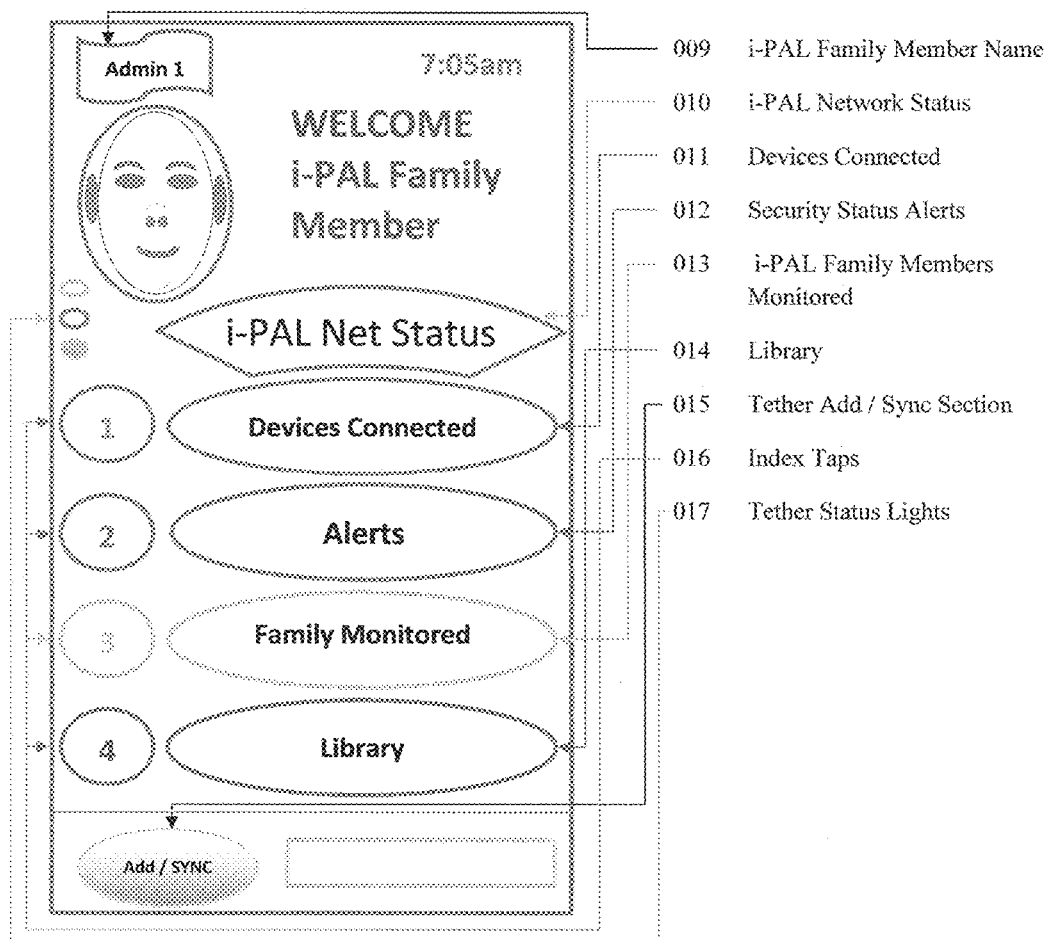 Admin 1
7:05am
WELCOME
i-PAL Family
Member
i-PAL Net Status
1
Devices Connected
2
Alerts
3
Family Monitored
4
Library
Add / SYNC
009 i-PAL Family Member Name
010 i-PAL Network Status
011 Devices Connected
012 Security Status Alerts
013 i-PAL Family Members
Monitored
014 Library
015 Tether Add / Sync Section
016 Index Taps
017 Tether Status Lights